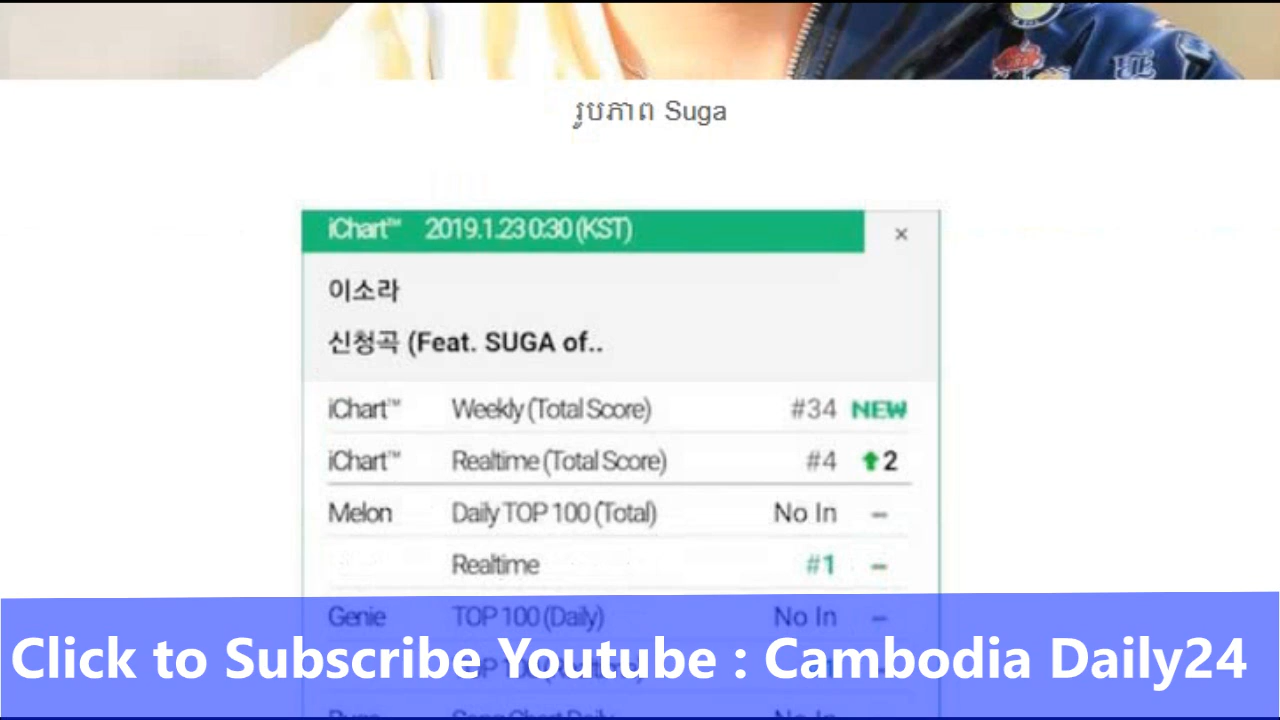 រូបភាព Suga
iChart™ 2019.1.23 0:30 (KST) ×
이소라
신청곡 (Feat. SUGA of..
iChart™ Weekly (Total Score) #34 NEW
iChart™ Realtime (Total Score) #4 ⬆2
Melon Daily TOP 100 (Total) No In –
Realtime #1 –
Genie TOP 100 (Daily) No In –
Click to Subscribe Youtube : Cambodia Daily24